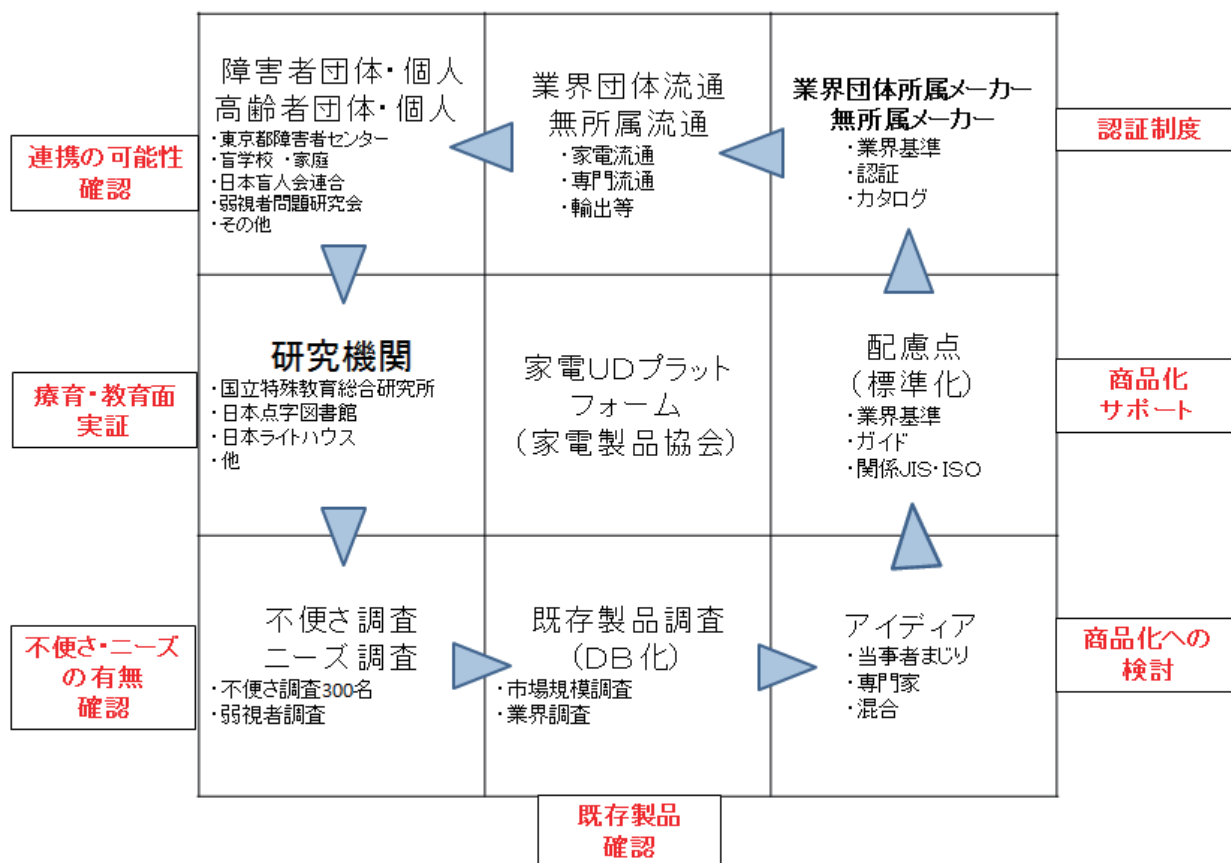 障害者団体・個人
高齢者団体・個人
・東京都障害者センター
・盲学校 ・家庭
・日本盲人会連合
・弱視者問題研究会
・その他
業界団体流通
無所属流通
・家電流通
・専門流通
・輸出等
業界団体所属メーカー
無所属メーカー
・業界基準
・認証
・カタログ
連携の可能性
確認
認証制度
研究機関
・国立特殊教育総合研究所
・日本点字図書館
・日本ライトハウス
・他
家電UDプラット
フォーム
(家電製品協会)
配慮点
(標準化)
・業界基準
・ガイド
・関係JIS・ISO
療育・教育面
実証
商品化
サポート
不便さ調査
ニーズ調査
・不便さ調査300名
・弱視者調査
既存製品調査
(DB化)
・市場規模調査
・業界調査
アイディア
・当事者まじり
・専門家
・混合
不便さ・ニーズ
の有無
確認
商品化への
検討
既存製品
確認